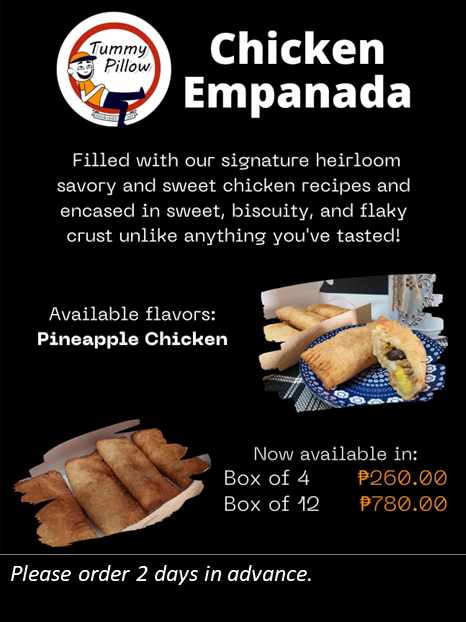 Tummy
Pillow
Chicken
Empanada
Filled with our signature heirloom
savory and sweet chicken recipes and
encased in sweet, biscuity, and flaky
crust unlike anything you've tasted!
Available flavors:
Pineapple Chicken
Now available in:
Box of 4 ₱260.00
Box of 12 ₱780.00
Please order 2 days in advance.